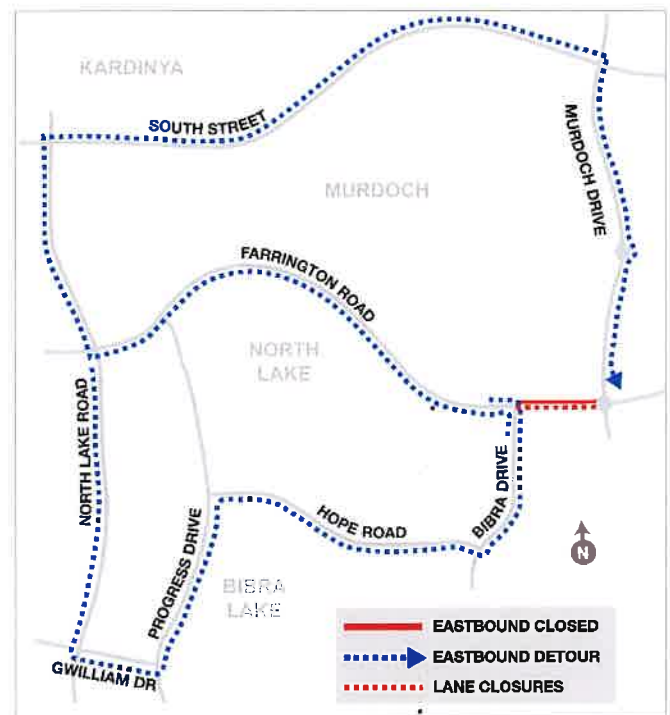 KARDINYA
SOUTH STREET
MURDOCH DRIVE
MURDOCH
FARRINGTON ROAD
NORTH
LAKE
NORTH LAKE ROAD
BIBRA DRIVE
HOPE ROAD
PROGRESS DRIVE
N
BIBRA
LAKE
GWILLIAM DR
EASTBOUND CLOSED
EASTBOUND DETOUR
LANE CLOSURES